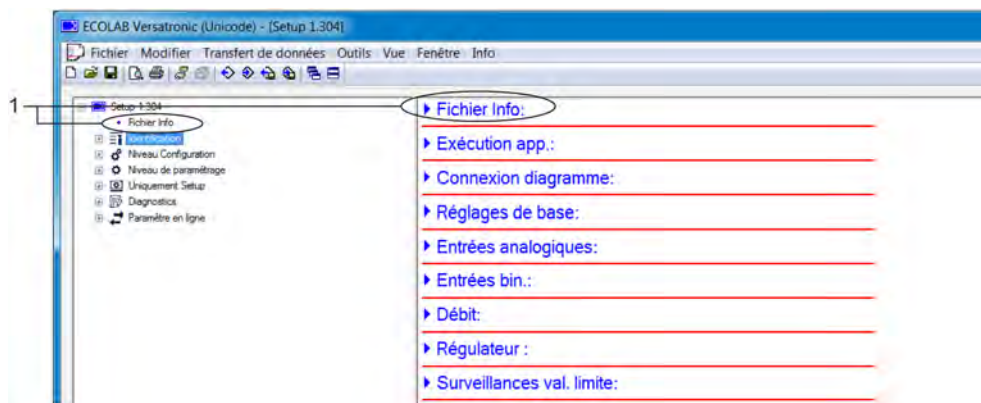 ECOLAB Versatronic (Unicode) - [Setup 1.304]
Fichier Modifier Transfert de données Outils Vue Fenêtre Info
1
Setup 1.304
Fichier Info
Identification
Niveau Configuration
Niveau de paramétrage
Uniquement Setup
Diagnostics
Paramètre en ligne
Fichier Info:
Exécution app.:
Connexion diagramme:
Réglages de base:
Entrées analogiques:
Entrées bin.:
Débit:
Régulateur :
Surveillances val. limite: